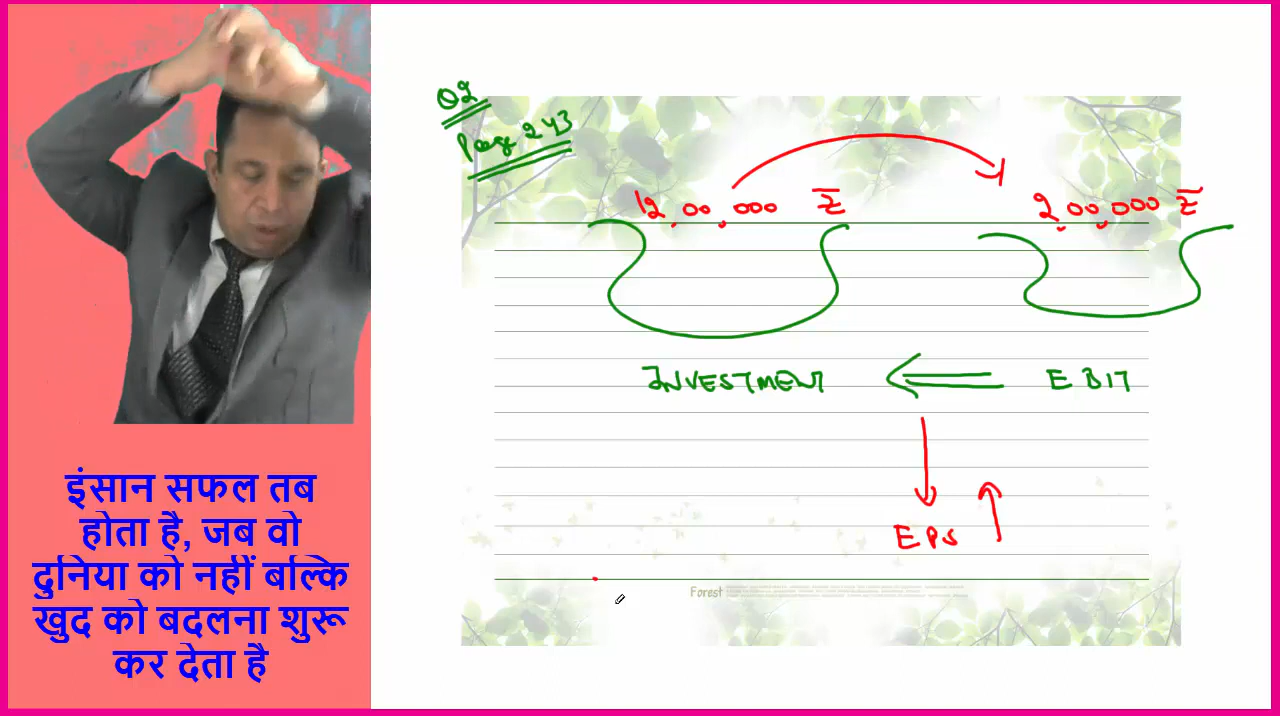 इंसान सफल तब
होता है, जब वो
दुनिया को नहीं बल्कि
खुद को बदलना शुरू
कर देता है
Q2
Page 243
12,00,000 Z
2,00,000 Z
INVESTMENT
EBIT
EPS
Forest